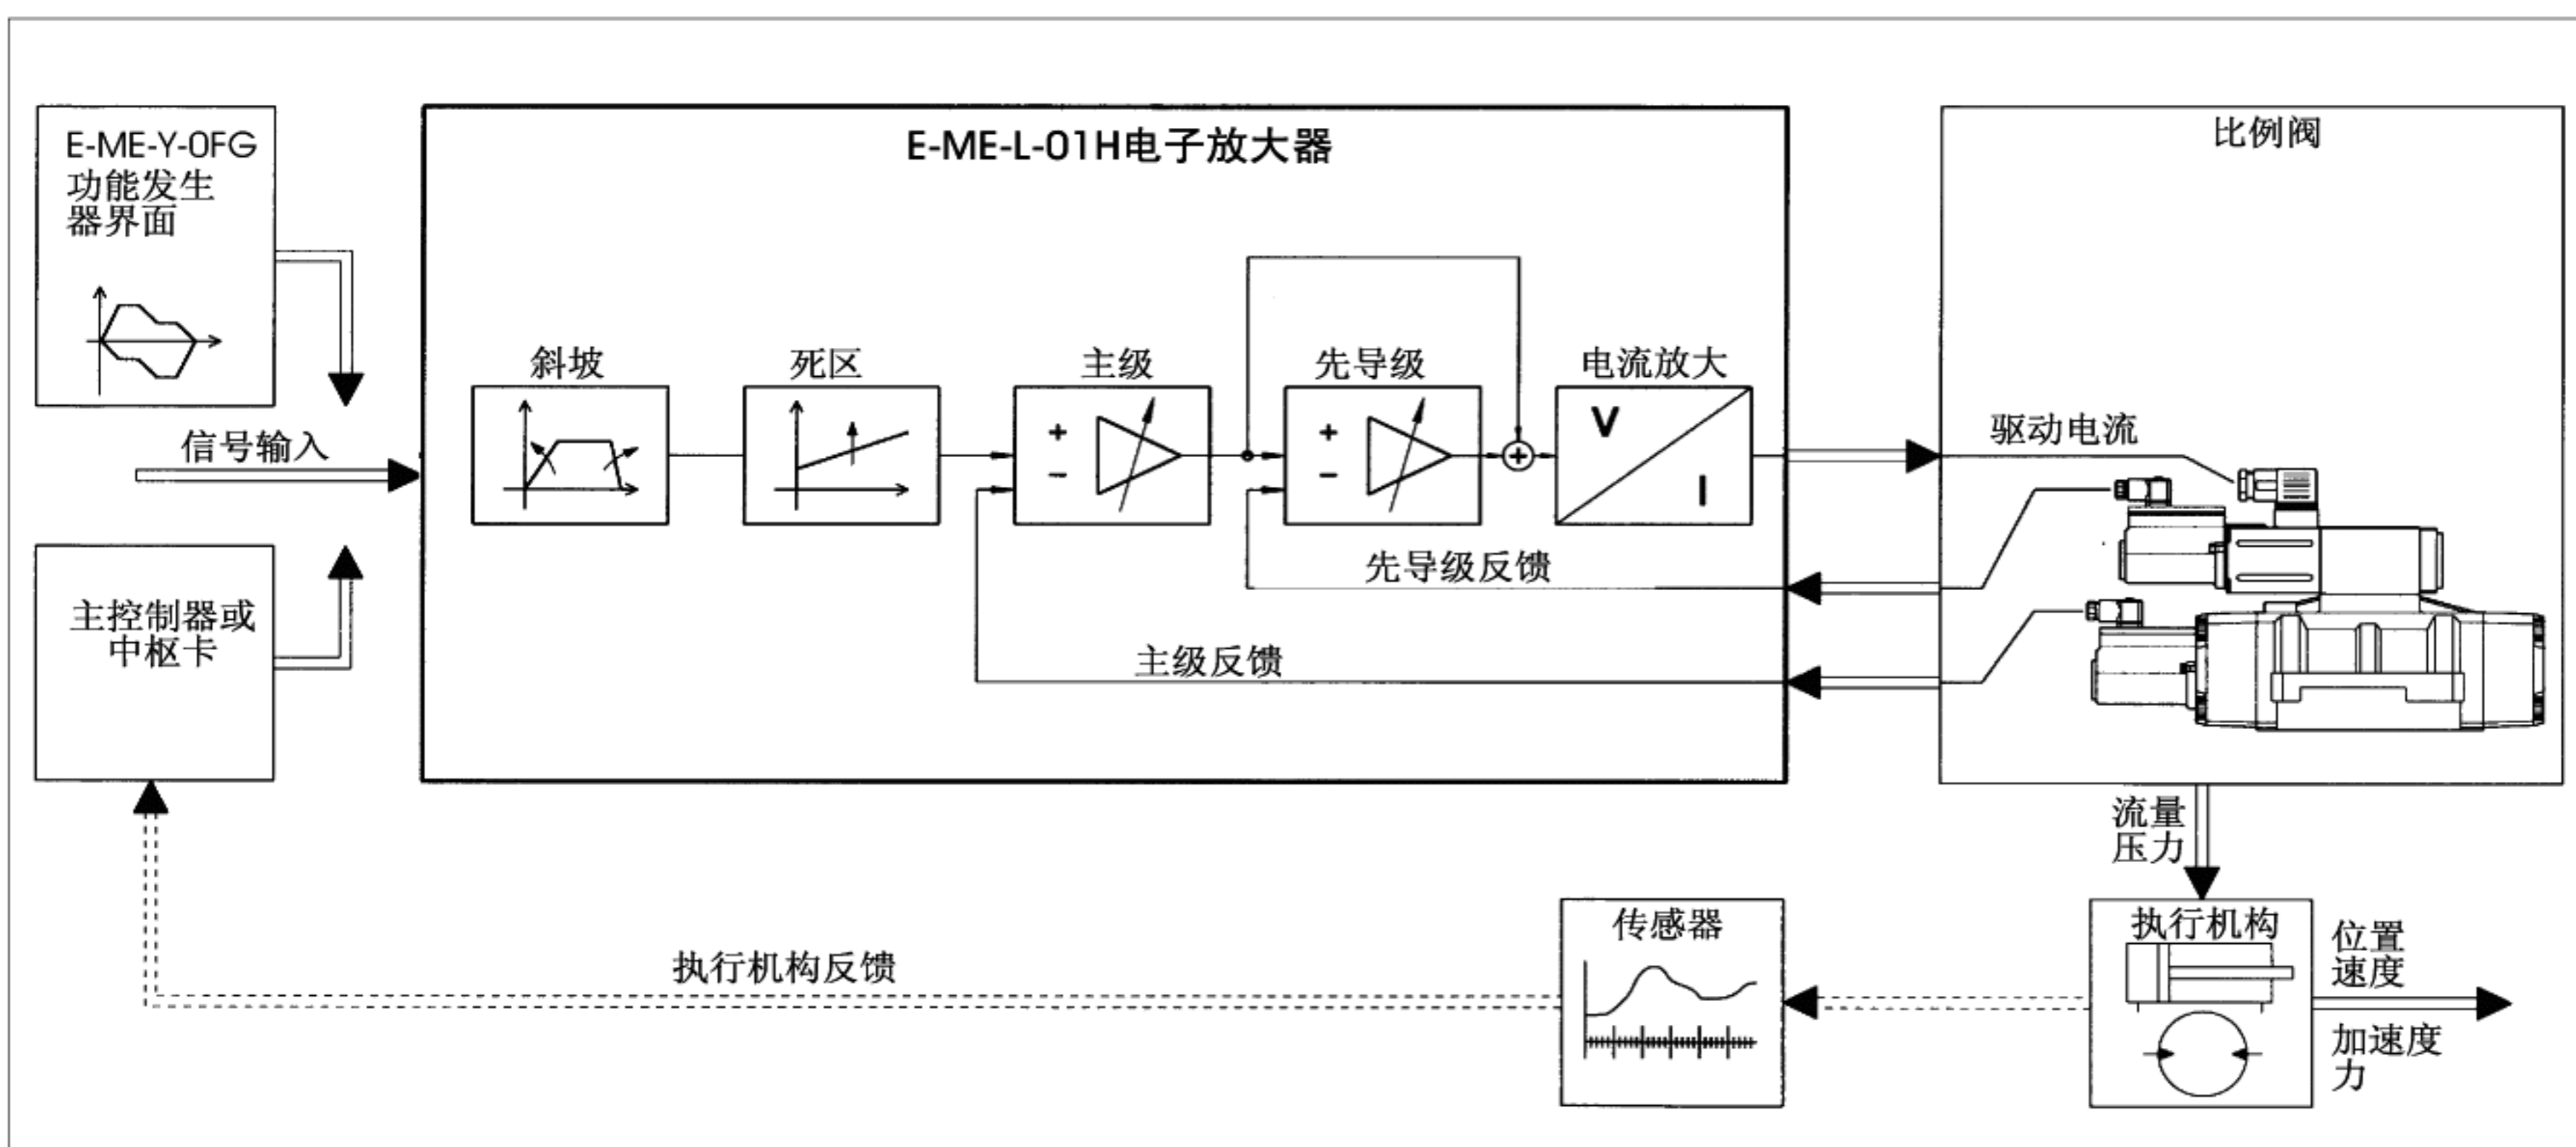 E-ME-Y-0FG
功能发生
器界面
E-ME-L-01H电子放大器
比例阀
斜坡
死区
主级
先导级
电流放大
+
−
+
−
+
V
I
信号输入
驱动电流
先导级反馈
主级反馈
主控制器或
中枢卡
流量
压力
传感器
执行机构
执行机构反馈
位置
速度
加速度
力